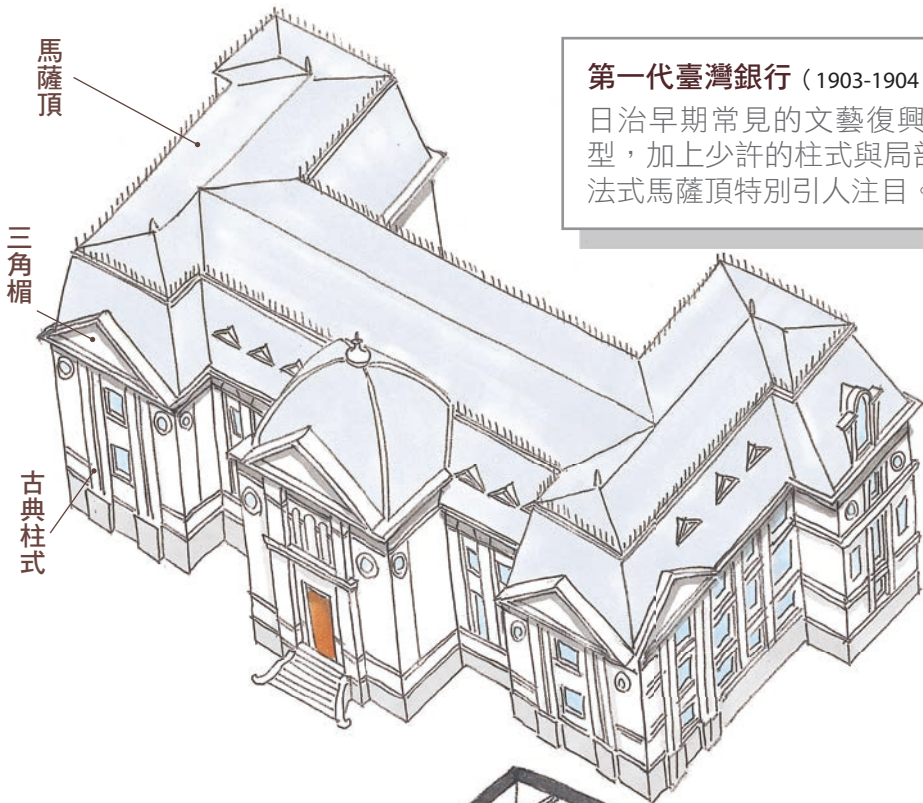 馬薩頂
三角楣
古典柱式
第一代臺灣銀行（1903-1904
日治早期常見的文藝復興
型，加上少許的柱式與局部
法式馬薩頂特別引人注目。